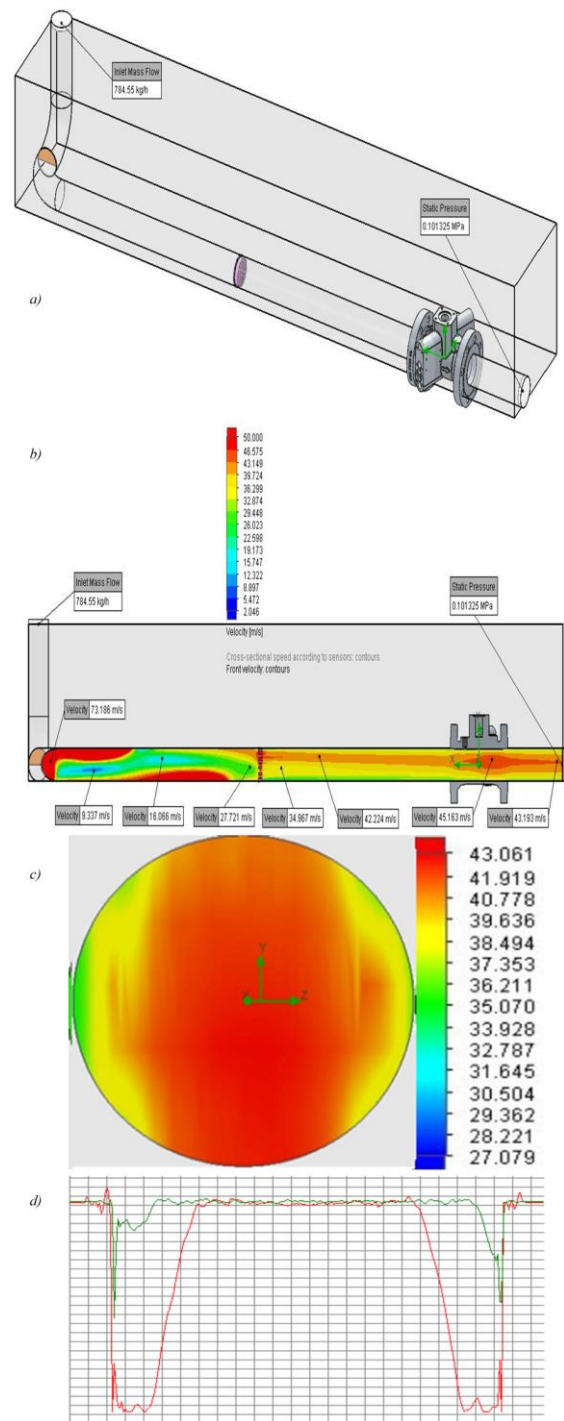 Inlet Mass Flow
784.55 kg/h
Static Pressure
0.101325 MPa
a)
b)
50.000
46.575
43.149
39.724
36.299
32.874
29.448
26.023
22.598
19.173
15.747
12.322
8.897
5.472
2.046
Velocity [m/s]
Cross-sectional speed according to sensors: contours
Front velocity: contours
Inlet Mass Flow
784.55 kg/h
Static Pressure
0.101325 MPa
Velocity 73.186 m/s
Velocity 9.337 m/s
Velocity 16.066 m/s
Velocity 27.721 m/s
Velocity 34.967 m/s
Velocity 42.224 m/s
Velocity 45.163 m/s
Velocity 43.193 m/s
c)
Y
Z
43.061
41.919
40.778
39.636
38.494
37.353
36.211
35.070
33.928
32.787
31.645
30.504
29.362
28.221
27.079
d)